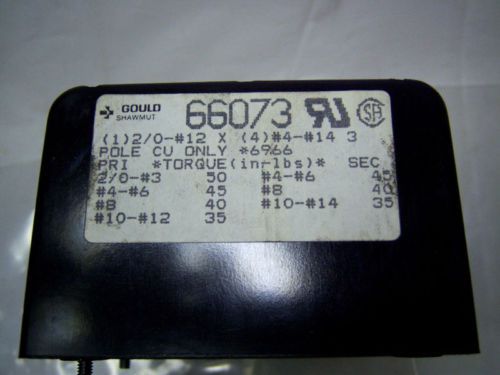 GOULD
SHAWMUT
66073
(1)2/0-#12 X (4)#4-#14 3
POLE CU ONLY *6966
PRI *TORQUE(in-lbs)* SEC
2/0-#3 50 #4-#6 45
#4-#6 45 #8 40
#8 40 #10-#14 35
#10-#12 35